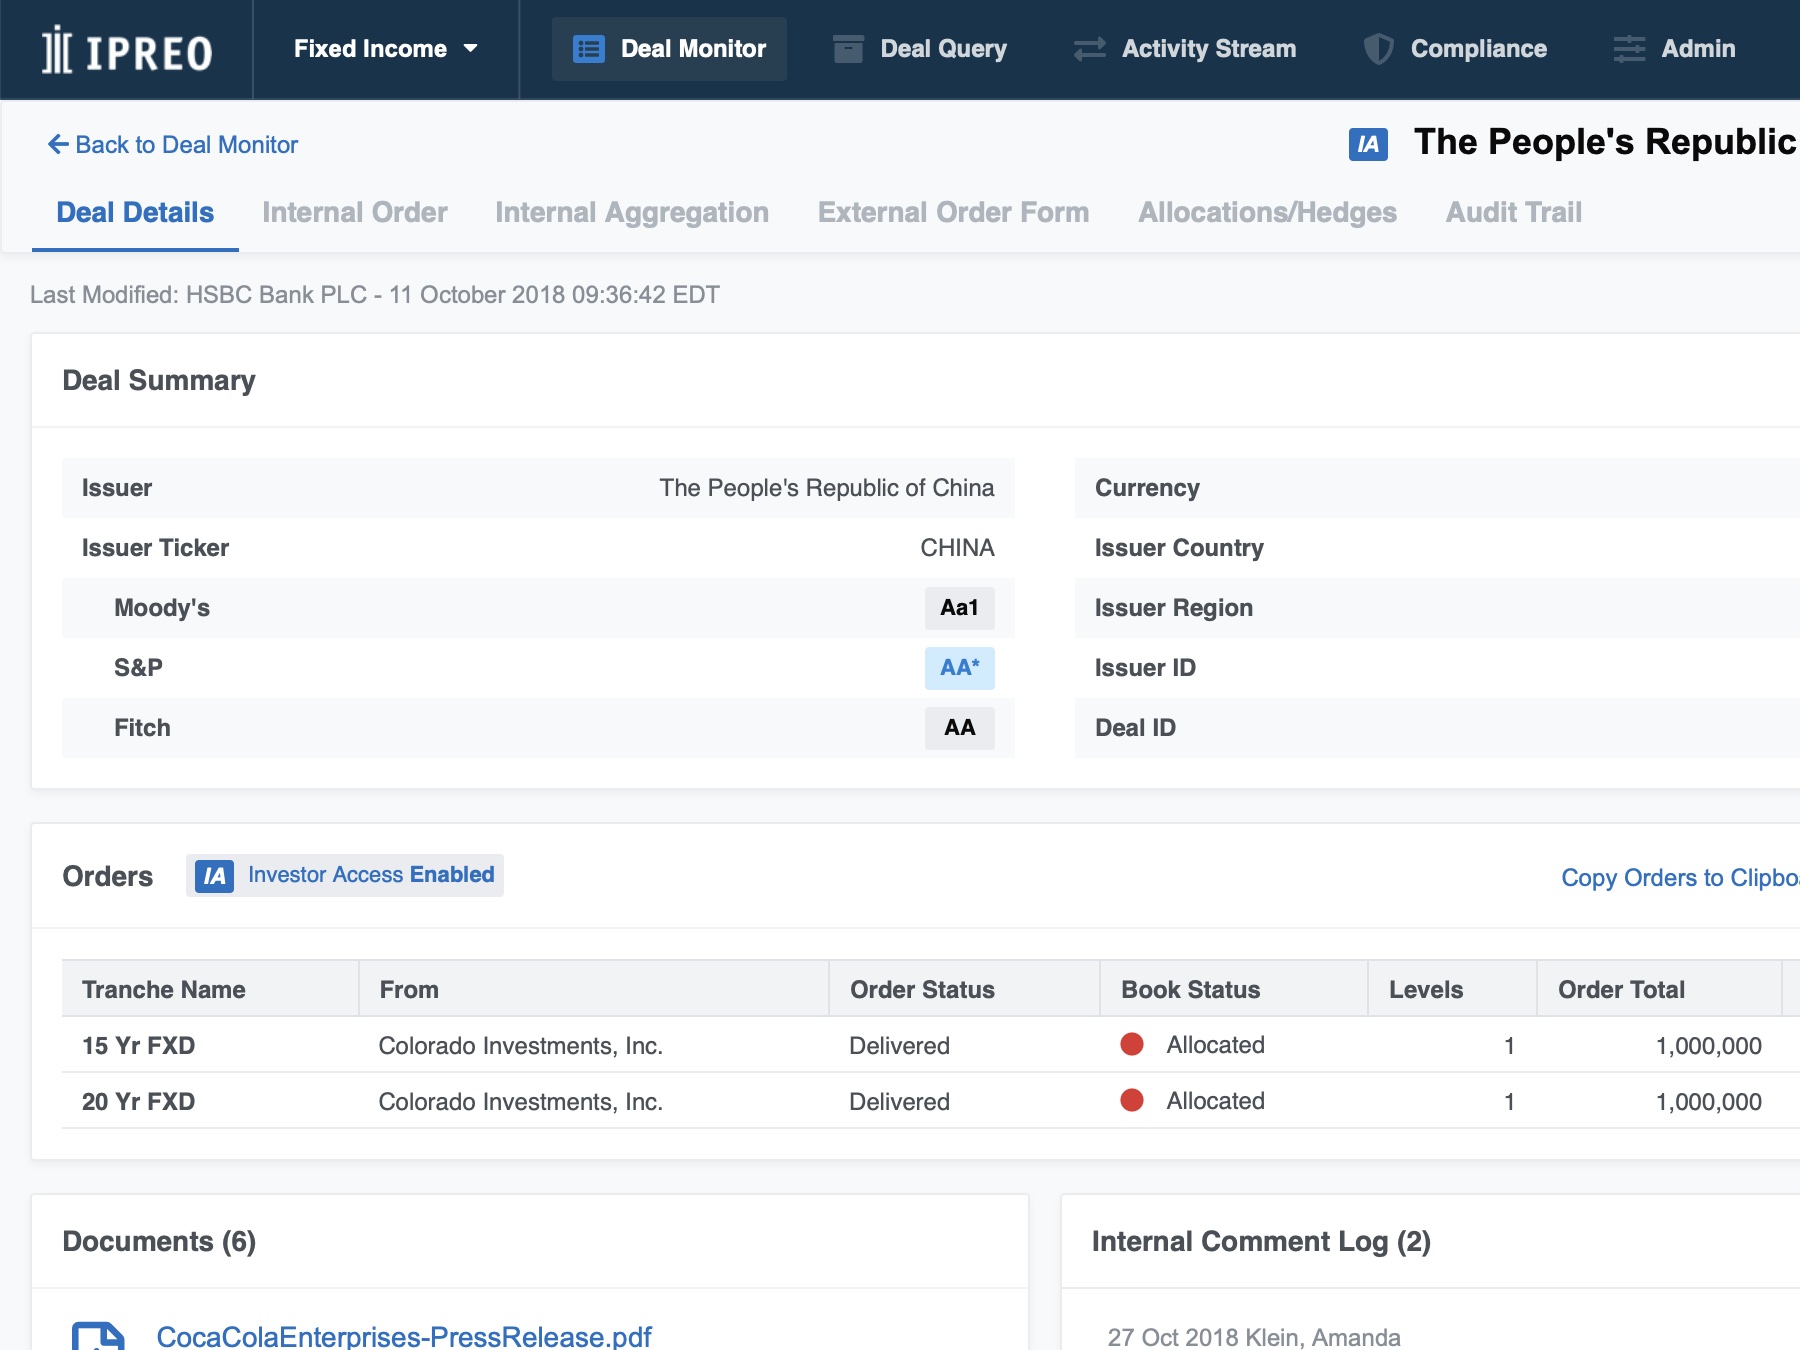 IPREO Fixed Income Deal Monitor Deal Query Activity Stream Compliance Admin
Back to Deal Monitor
IA The People's Republic
Deal Details Internal Order Internal Aggregation External Order Form Allocations/Hedges Audit Trail
Last Modified: HSBC Bank PLC - 11 October 2018 09:36:42 EDT
Deal Summary
Issuer The People's Republic of China Currency
Issuer Ticker CHINA Issuer Country
Moody's Aa1 Issuer Region
S&P AA* Issuer ID
Fitch AA Deal ID
Orders IA Investor Access Enabled Copy Orders to Clipbo
Tranche Name From Order Status Book Status Levels Order Total
15 Yr FXD Colorado Investments, Inc. Delivered Allocated 1 1,000,000
20 Yr FXD Colorado Investments, Inc. Delivered Allocated 1 1,000,000
Documents (6) Internal Comment Log (2)
CocaColaEnterprises-PressRelease.pdf 27 Oct 2018 Klein, Amanda